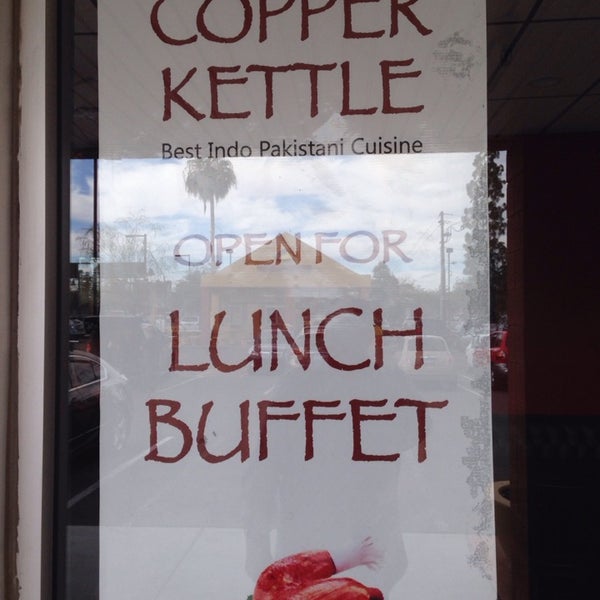 COPPER
KETTLE
Best Indo Pakistani Cuisine
OPEN FOR
LUNCH
BUFFET